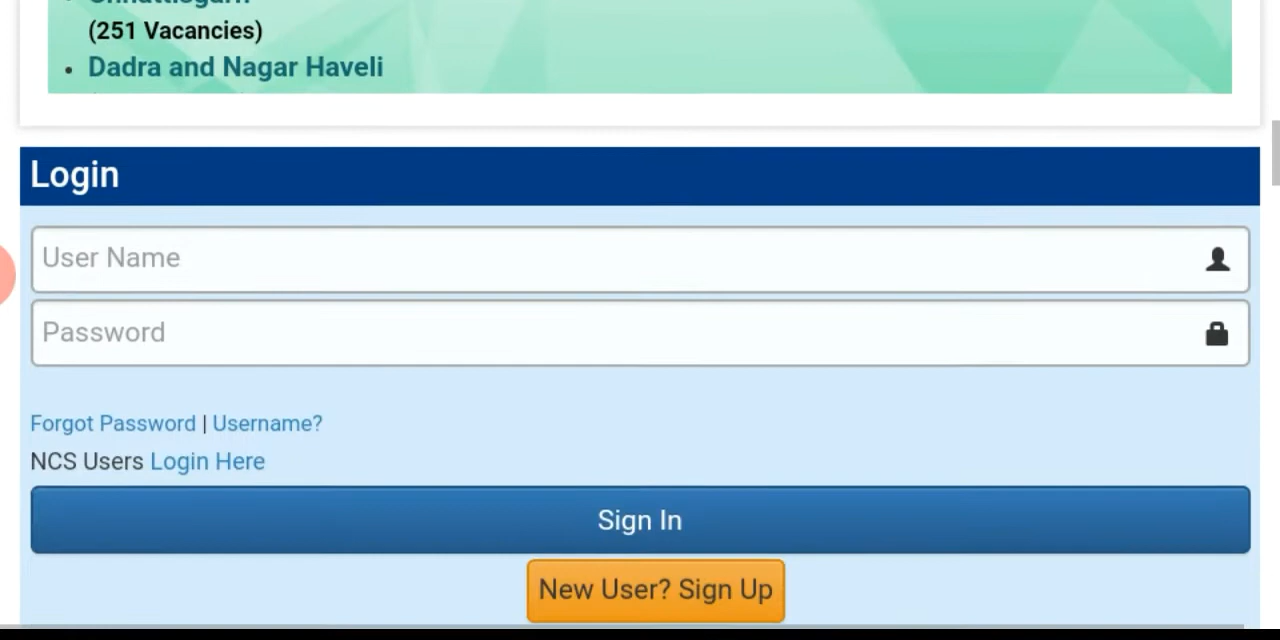 (251 Vacancies)
Dadra and Nagar Haveli
Login
User Name
Password
Forgot Password | Username?
NCS Users Login Here
Sign In
New User? Sign Up